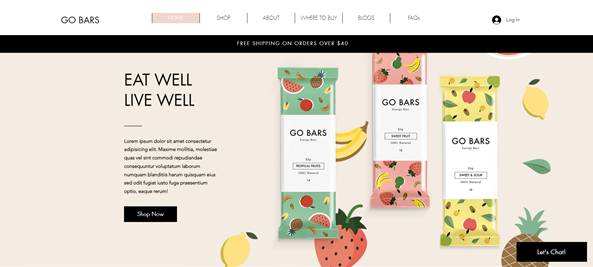 GO BARS
HOME
SHOP
ABOUT
WHERE TO BUY
BLOGS
FAQs
Log In
FREE SHIPPING ON ORDERS OVER $40
EAT WELL
LIVE WELL
Lorem ipsum dolor sit amet consectetur
adipisicing elit. Maxime mollitia, molestiae
quas vel sint commodi repudiandae
consequuntur voluptatum laborum
numquam blanditiis harum quisquam eius
sed odit fugiat iusto fuga praesentium
optio, eaque rerum!
Shop Now
GO BARS
Energy Bars
TROPICAL FRUITS
100% Natural
GO BARS
Energy Bars
SWEET FRUIT
100% Natural
GO BARS
Energy Bars
SWEET & SOUR
100% Natural
Let's Chat!